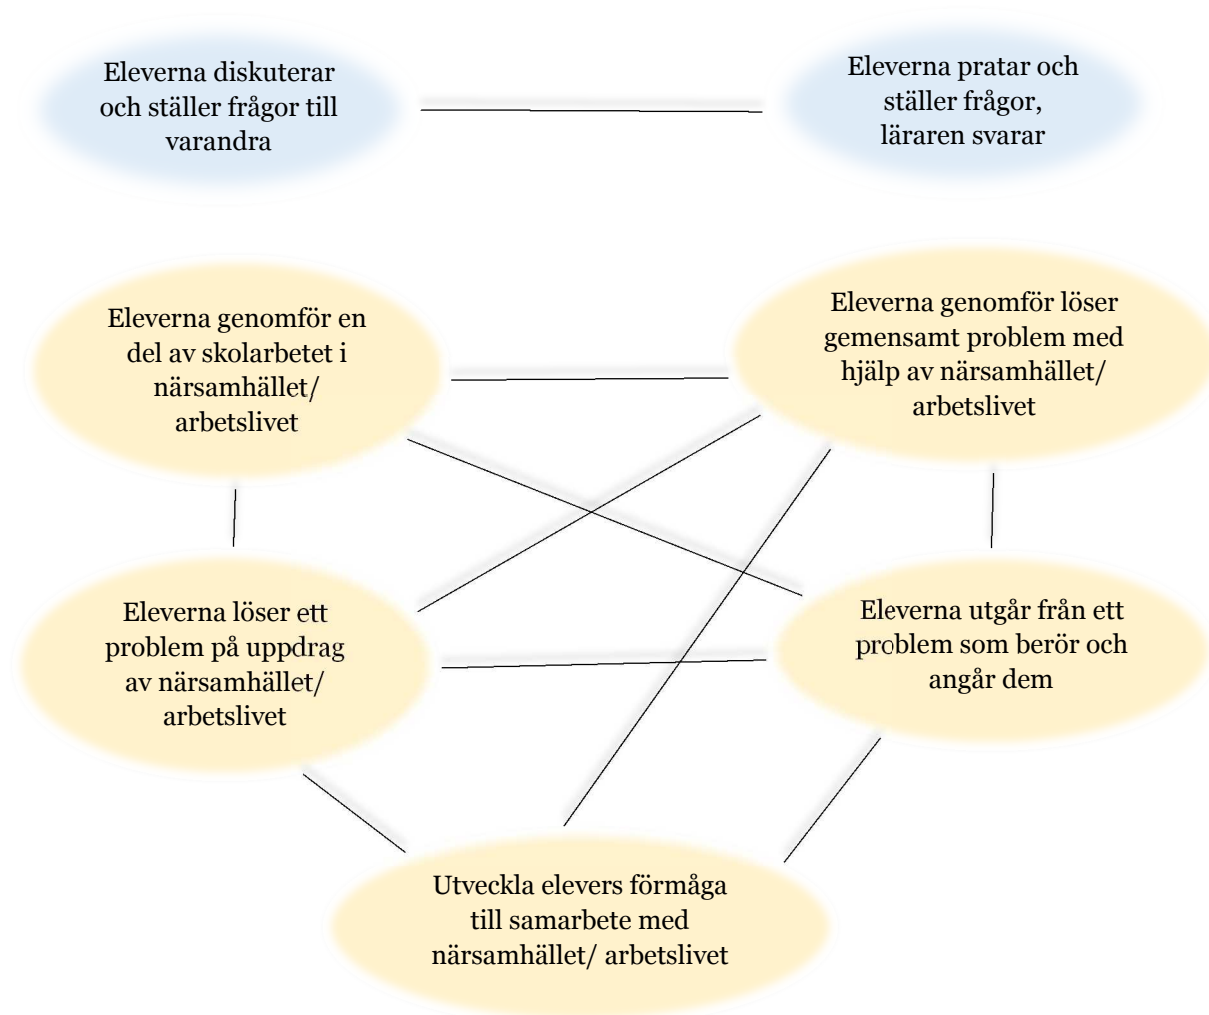 Eleverna diskuterar
och ställer frågor till
varandra
Eleverna pratar och
ställer frågor,
läraren svarar
Eleverna genomför en
del av skolarbetet i
närsamhället/
arbetslivet
Eleverna genomför löser
gemensamt problem med
hjälp av närsamhället/
arbetslivet
Eleverna löser ett
problem på uppdrag
av närsamhället/
arbetslivet
Eleverna utgår från ett
problem som berör och
angår dem
Utveckla elevers förmåga
till samarbete med
närsamhället/ arbetslivet